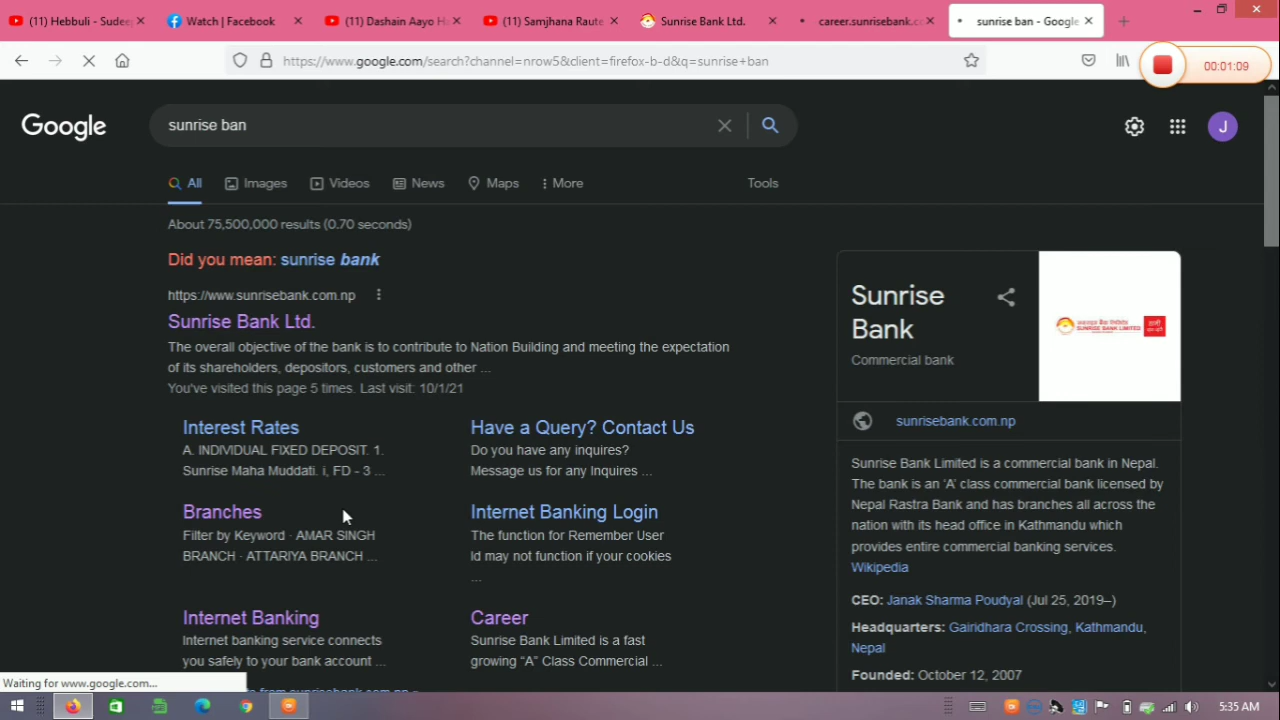 (11) Hebbuli - Sudee
Watch | Facebook
(11) Dashain Aayo H
(11) Samjhana Raute
Sunrise Bank Ltd.
career.sunrisebank.c
sunrise ban - Google
https://www.google.com/search?channel=nrow5&client=firefox-b-d&q=sunrise+ban
00:01:09
Google
sunrise ban
J
All
Images
Videos
News
Maps
More
Tools
About 75,500,000 results (0.70 seconds)
Did you mean: sunrise bank
https://www.sunrisebank.com.np
Sunrise Bank Ltd.
The overall objective of the bank is to contribute to Nation Building and meeting the expectation
of its shareholders, depositors, customers and other ...
You've visited this page 5 times. Last visit: 10/1/21
Interest Rates
A. INDIVIDUAL FIXED DEPOSIT. 1.
Sunrise Maha Muddati. i, FD - 3 ...
Have a Query? Contact Us
Do you have any inquires?
Message us for any Inquires ...
Branches
Filter by Keyword · AMAR SINGH
BRANCH · ATTARIYA BRANCH ...
Internet Banking Login
The function for Remember User
Id may not function if your cookies
...
Internet Banking
Internet banking service connects
you safely to your bank account ...
Career
Sunrise Bank Limited is a fast
growing “A” Class Commercial ...
Sunrise
Bank
Commercial bank
SUNRISE BANK LIMITED
sunrisebank.com.np
Sunrise Bank Limited is a commercial bank in Nepal.
The bank is an 'A' class commercial bank licensed by
Nepal Rastra Bank and has branches all across the
nation with its head office in Kathmandu which
provides entire commercial banking services.
Wikipedia
CEO: Janak Sharma Poudyal (Jul 25, 2019–)
Headquarters: Gairidhara Crossing, Kathmandu,
Nepal
Founded: October 12, 2007
Waiting for www.google.com...
from sunrisebank.com.np
5:35 AM